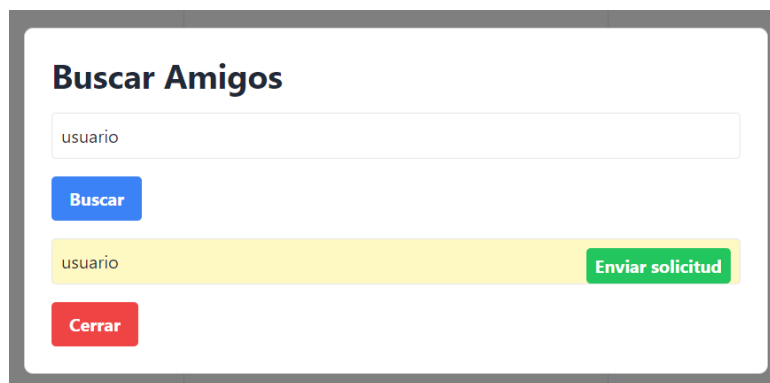 Buscar Amigos
usuario
Buscar
usuario
Enviar solicitud
Cerrar